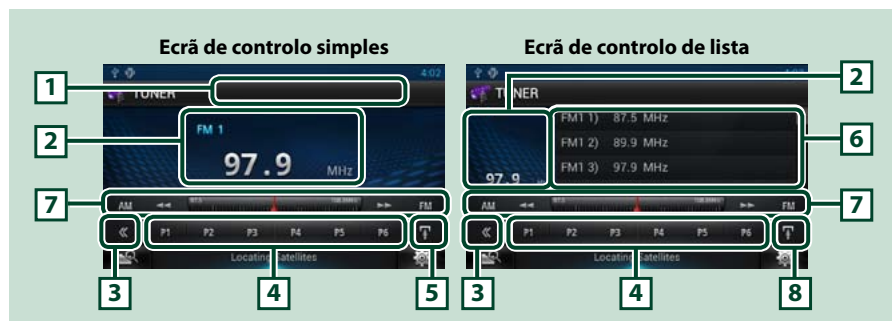 Ecrã de controlo simples
Ecrã de controlo de lista
4:02
1
TUNER
2
FM 1
97.9 MHz
7
AM
FM
P1 P2 P3 P4 P5 P6
Locating Satellites
3
4
5
2
TUNER
FM1 1) 87.5 MHz
FM1 2) 89.9 MHz
FM1 3) 97.9 MHz
6
97.9
AM
FM
7
P1 P2 P3 P4 P5 P6
Locating Satellites
3
4
8